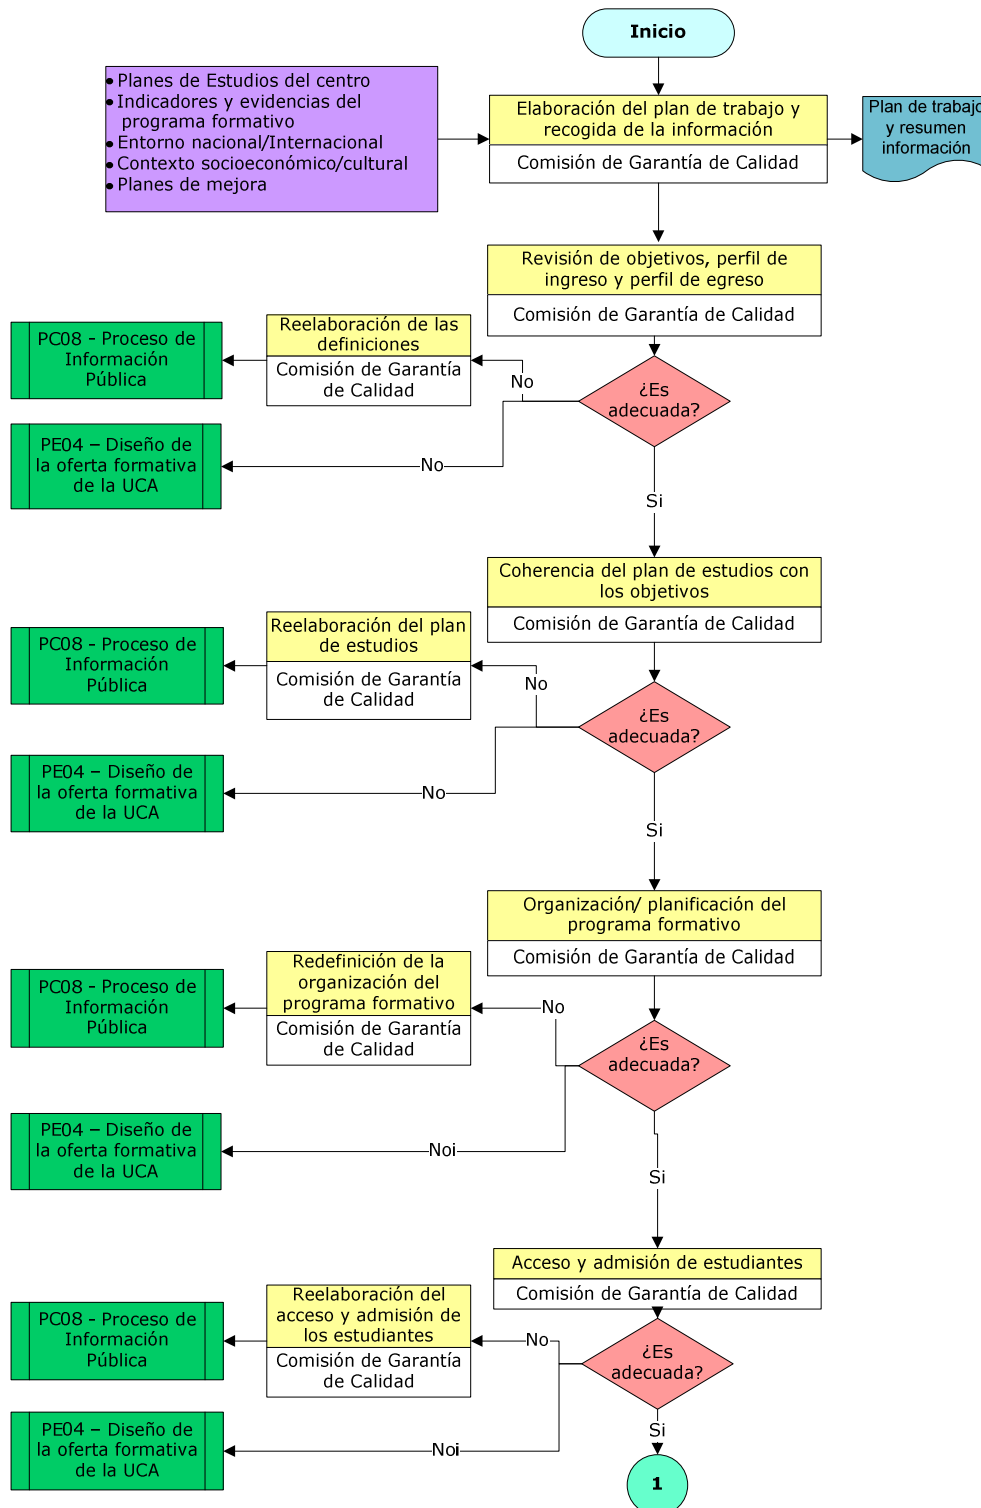 Inicio
• Planes de Estudios del centro
• Indicadores y evidencias del
programa formativo
• Entorno nacional/Internacional
• Contexto socioeconómico/cultural
• Planes de mejora
Elaboración del plan de trabajo y
recogida de la información
Comisión de Garantía de Calidad
Plan de trabajo
y resumen
información
Revisión de objetivos, perfil de
ingreso y perfil de egreso
Comisión de Garantía de Calidad
PC08 - Proceso de
Información
Pública
Reelaboración de las
definiciones
Comisión de Garantía
de Calidad
No
¿Es
adecuada?
PE04 – Diseño de
la oferta formativa
de la UCA
No
Si
Coherencia del plan de estudios con
los objetivos
Comisión de Garantía de Calidad
PC08 - Proceso de
Información
Pública
Reelaboración del plan
de estudios
Comisión de Garantía
de Calidad
No
¿Es
adecuada?
PE04 – Diseño de
la oferta formativa
de la UCA
No
Si
Organización/ planificación del
programa formativo
Comisión de Garantía de Calidad
PC08 - Proceso de
Información
Pública
Redefinición de la
organización del
programa formativo
Comisión de Garantía
de Calidad
No
¿Es
adecuada?
PE04 – Diseño de
la oferta formativa
de la UCA
Noi
Si
Acceso y admisión de estudiantes
Comisión de Garantía de Calidad
PC08 - Proceso de
Información
Pública
Reelaboración del
acceso y admisión de
los estudiantes
Comisión de Garantía
de Calidad
No
¿Es
adecuada?
PE04 – Diseño de
la oferta formativa
de la UCA
Noi
Si
1